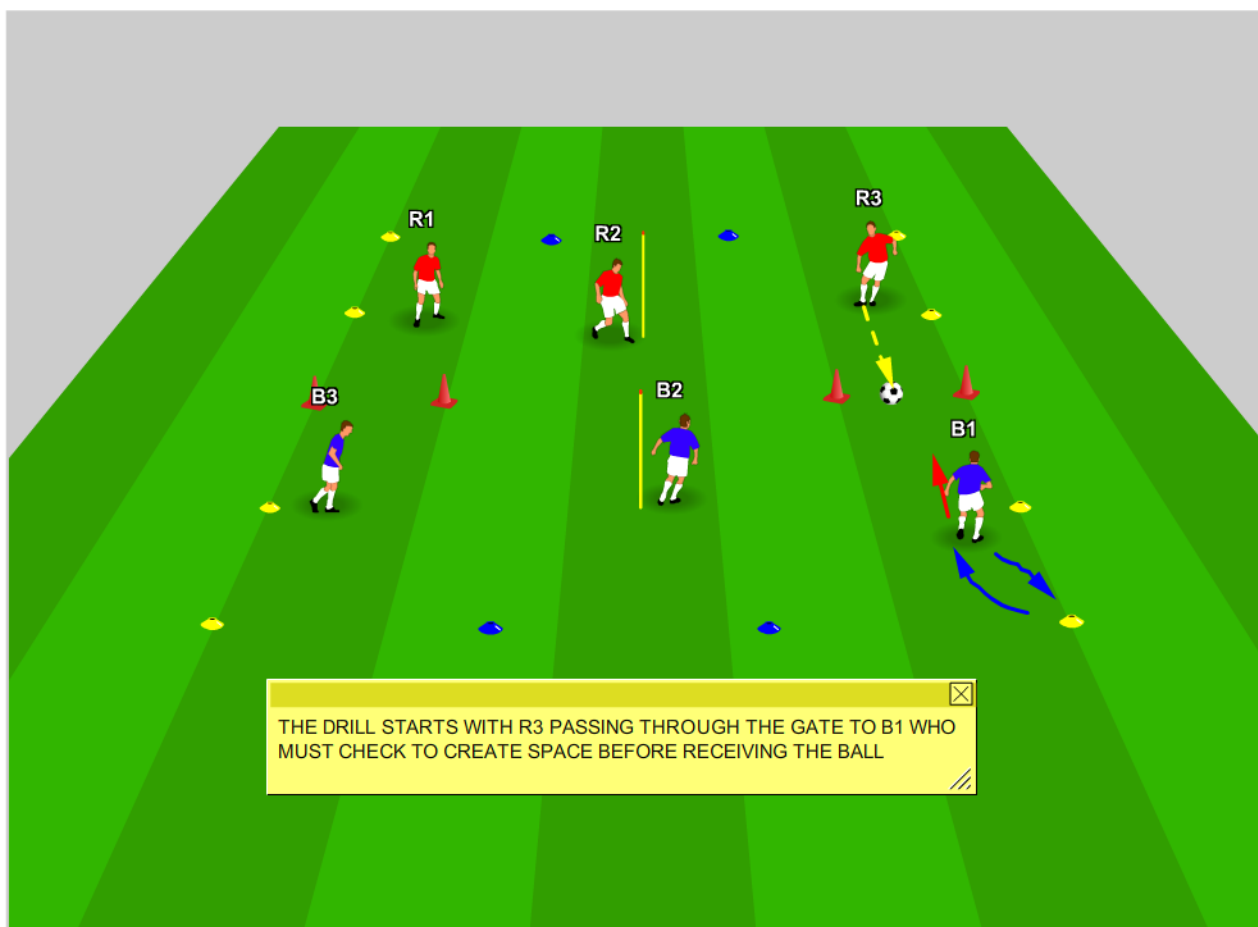 R3
R1
R2
B2
B3
B1
THE DRILL STARTS WITH R3 PASSING THROUGH THE GATE TO B1 WHO
MUST CHECK TO CREATE SPACE BEFORE RECEIVING THE BALL